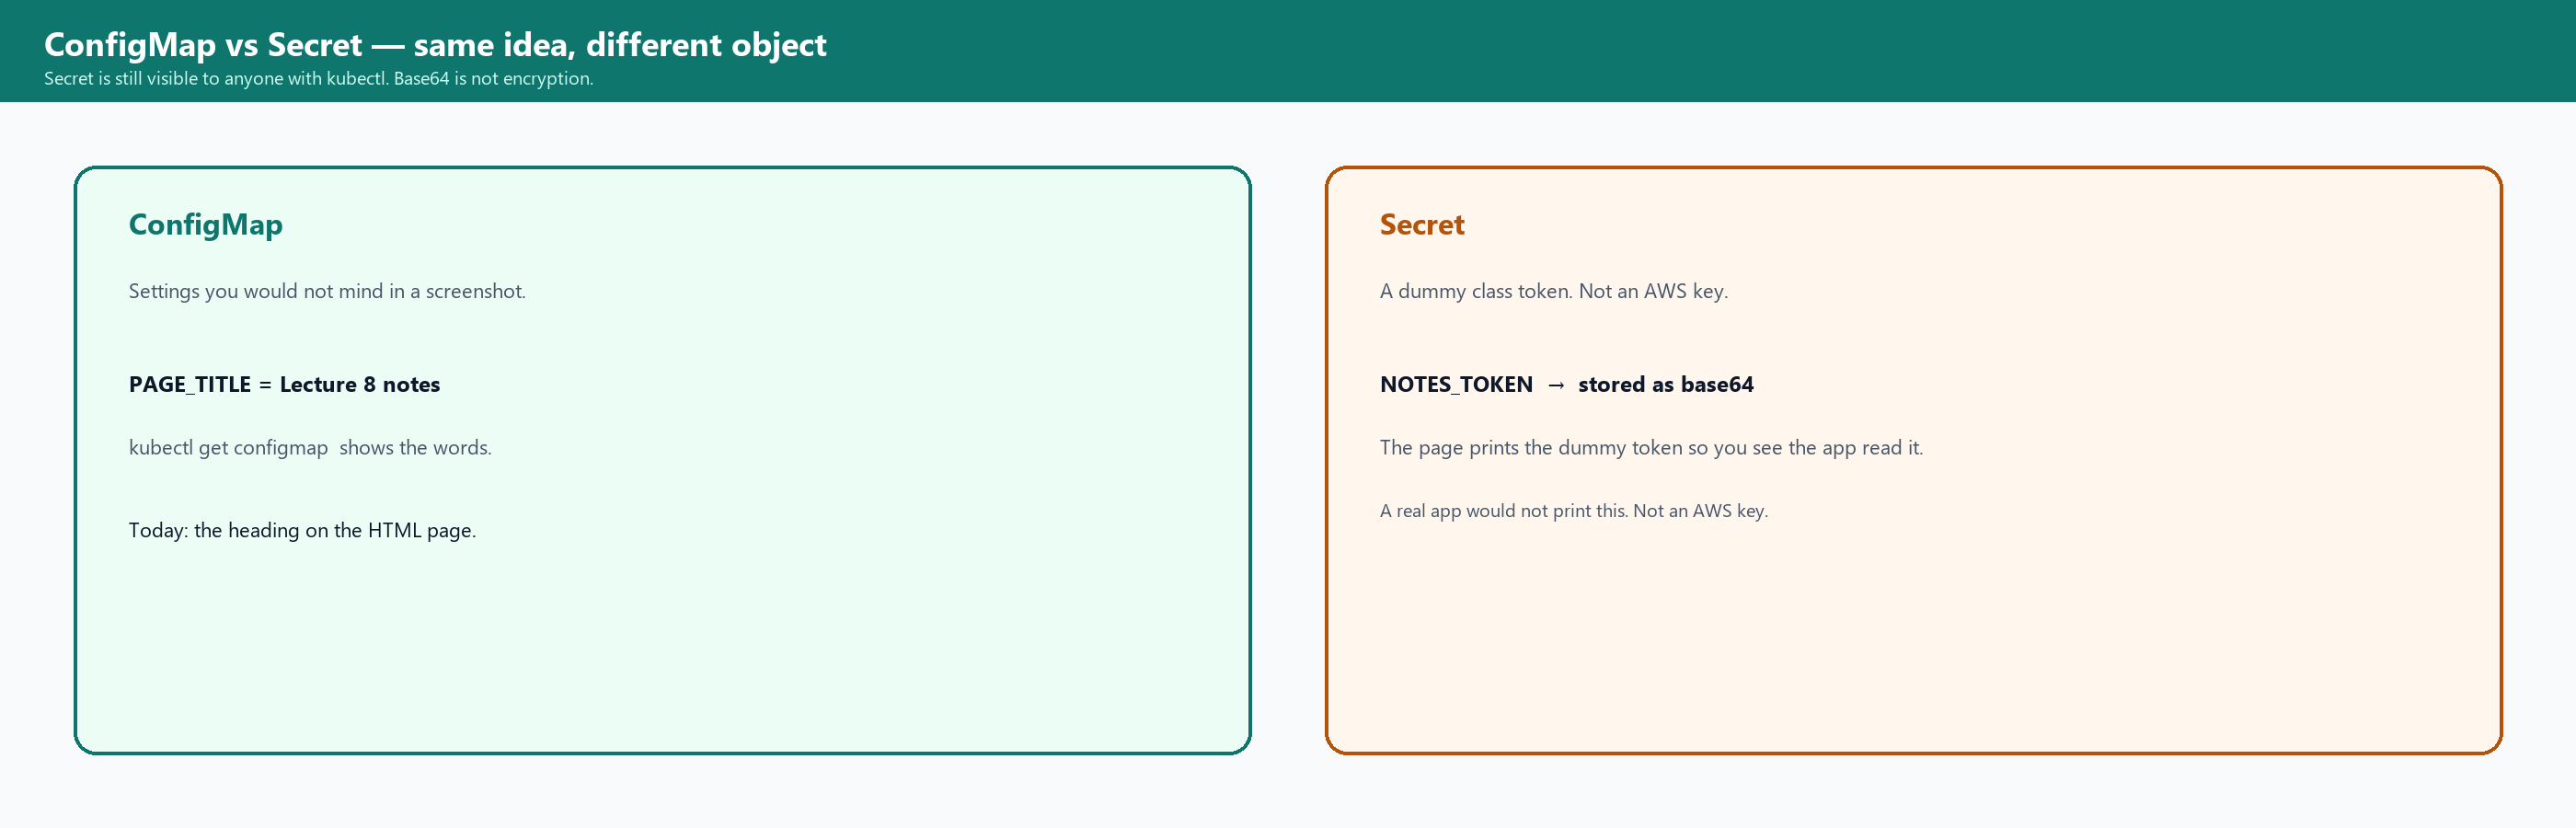 ConfigMap vs Secret — same idea, different object
Secret is still visible to anyone with kubectl. Base64 is not encryption.
ConfigMap
Settings you would not mind in a screenshot.
PAGE_TITLE = Lecture 8 notes
kubectl get configmap  shows the words.
Today: the heading on the HTML page.
Secret
A dummy class token. Not an AWS key.
NOTES_TOKEN → stored as base64
The page prints the dummy token so you see the app read it.
A real app would not print this. Not an AWS key.